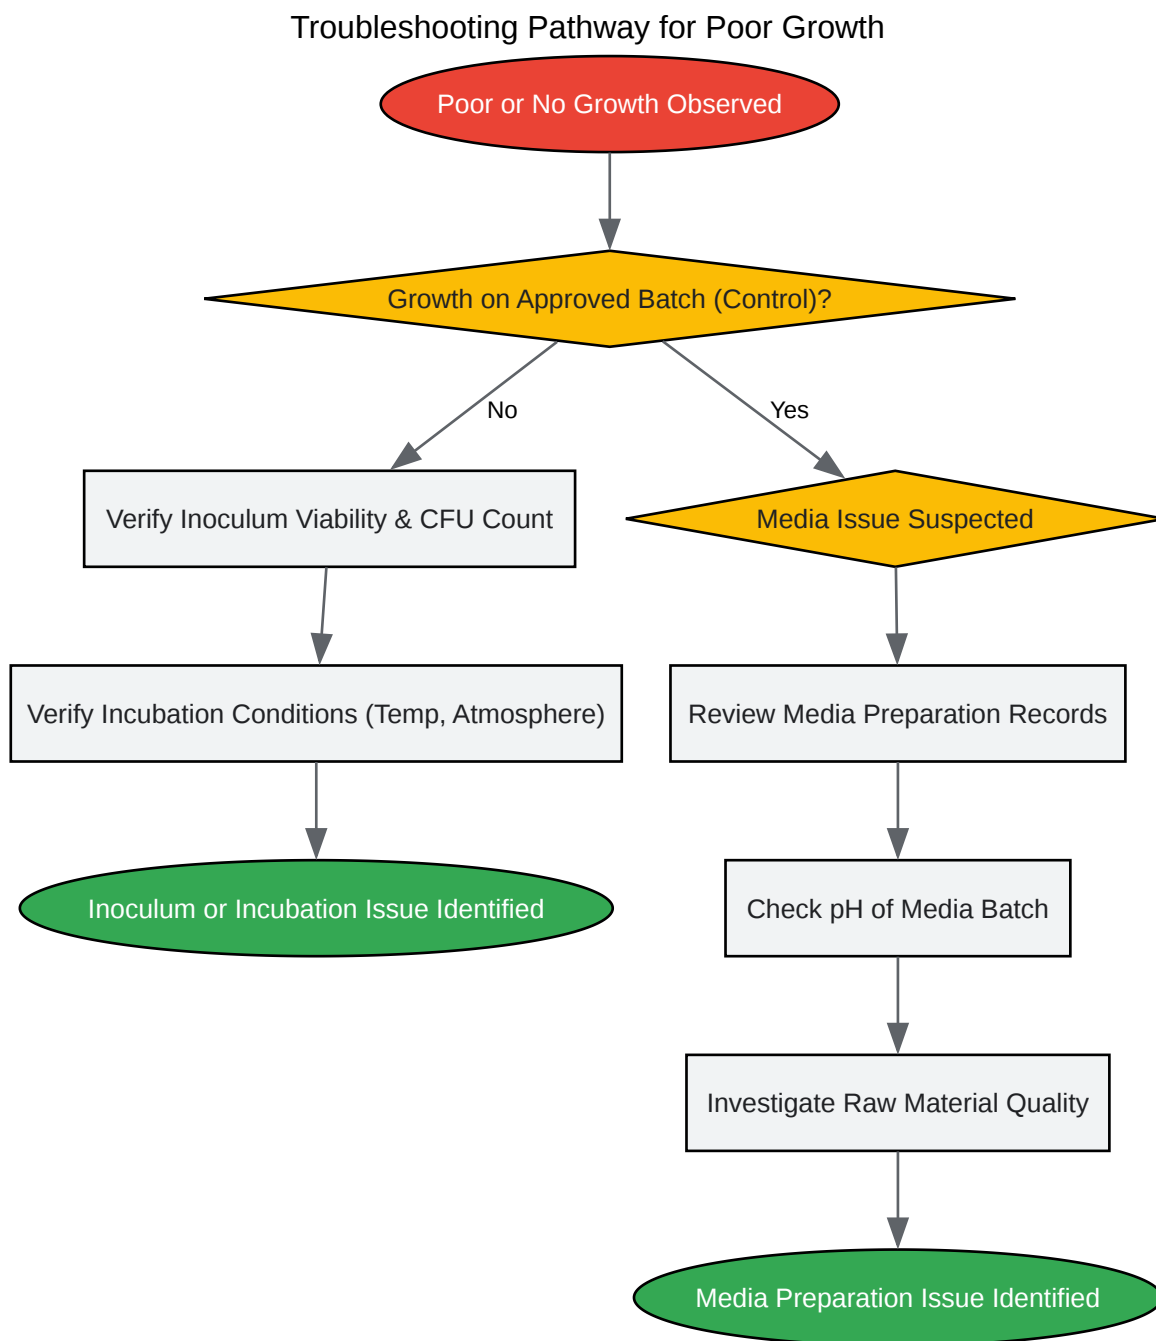 Troubleshooting Pathway for Poor Growth
Poor or No Growth Observed
Growth on Approved Batch (Control)?
No
Yes
Verify Inoculum Viability & CFU Count
Media Issue Suspected
Verify Incubation Conditions (Temp, Atmosphere)
Review Media Preparation Records
Inoculum or Incubation Issue Identified
Check pH of Media Batch
Investigate Raw Material Quality
Media Preparation Issue Identified